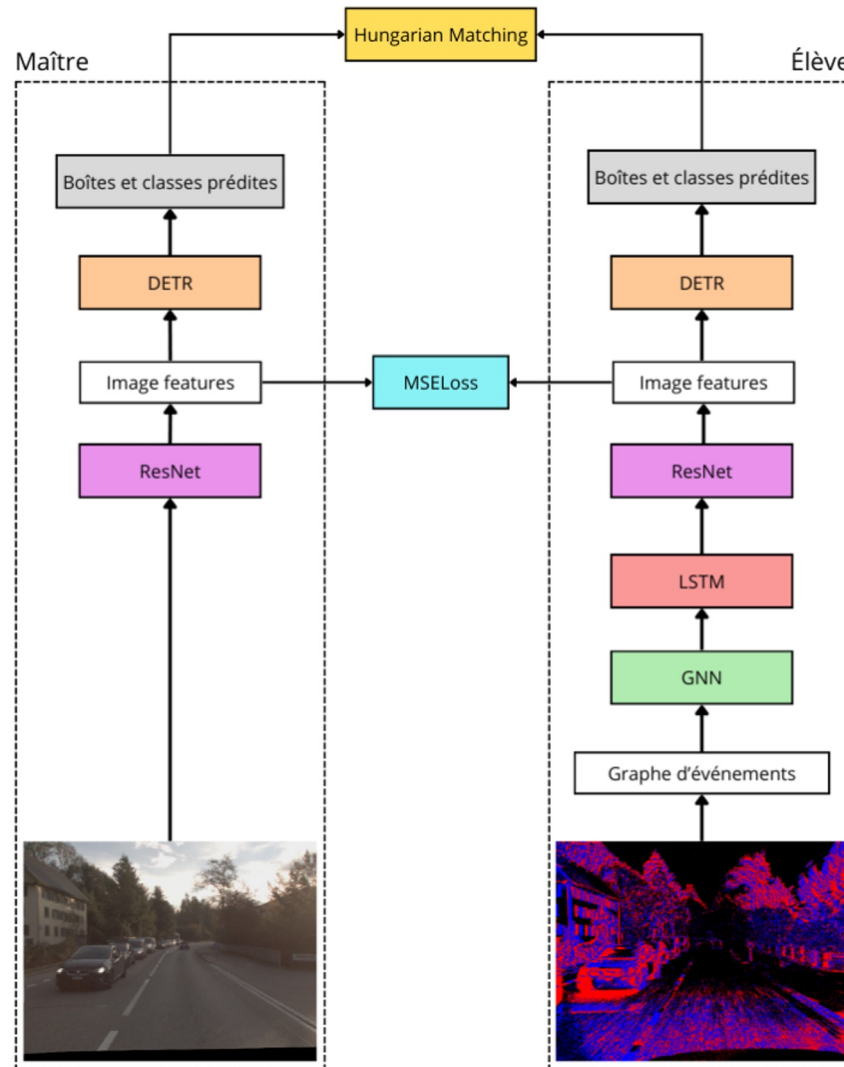 Hungarian Matching
Maître
Élève
Boîtes et classes prédites
Boîtes et classes prédites
DETR
DETR
Image features
MSELoss
Image features
ResNet
ResNet
LSTM
GNN
Graphe d'événements